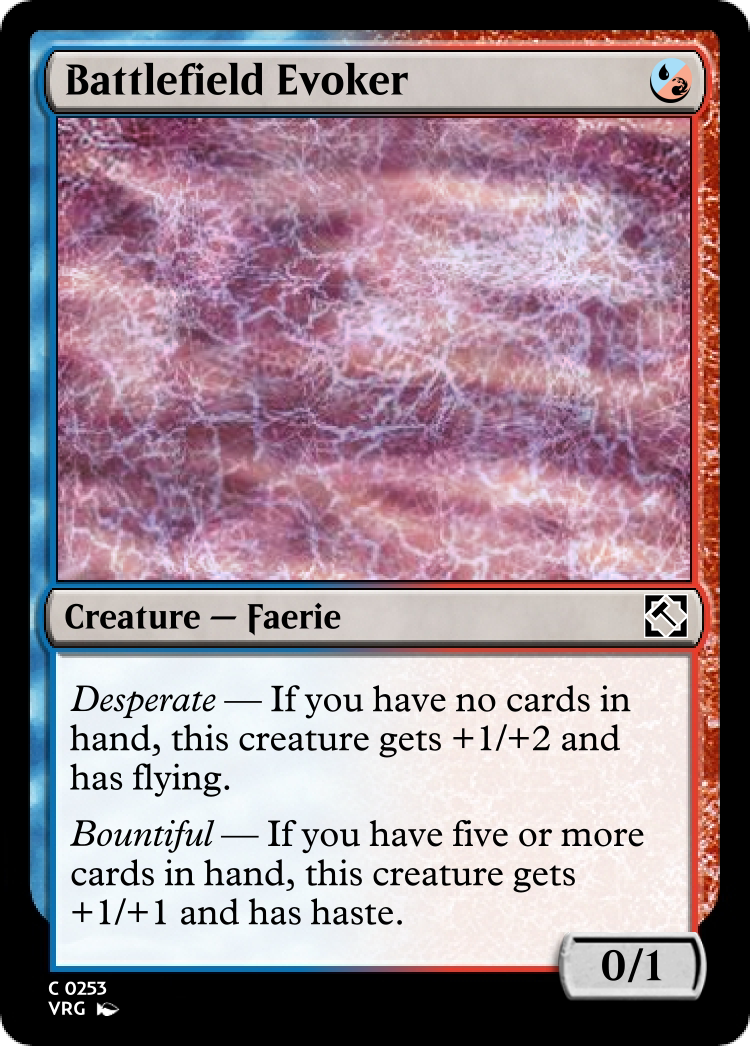 Battlefield Evoker
Creature — Faerie
Desperate — If you have no cards in
hand, this creature gets +1/+2 and
has flying.
Bountiful — If you have five or more
cards in hand, this creature gets
+1/+1 and has haste.
0/1
C 0253
VRG